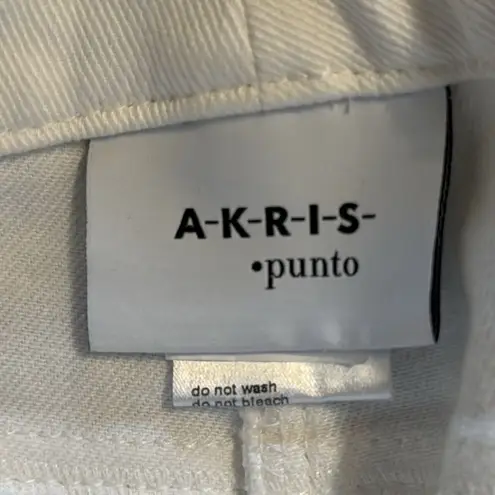 A-K-R-I-S-
•punto
do not wash
do not bleach